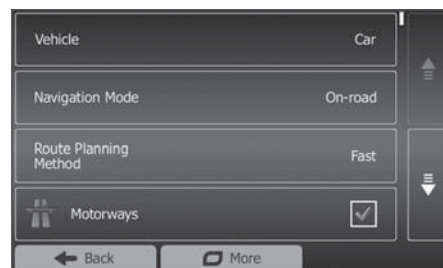 Vehicle Car
Navigation Mode On-road
Route Planning
Method Fast
Motorways
Back More